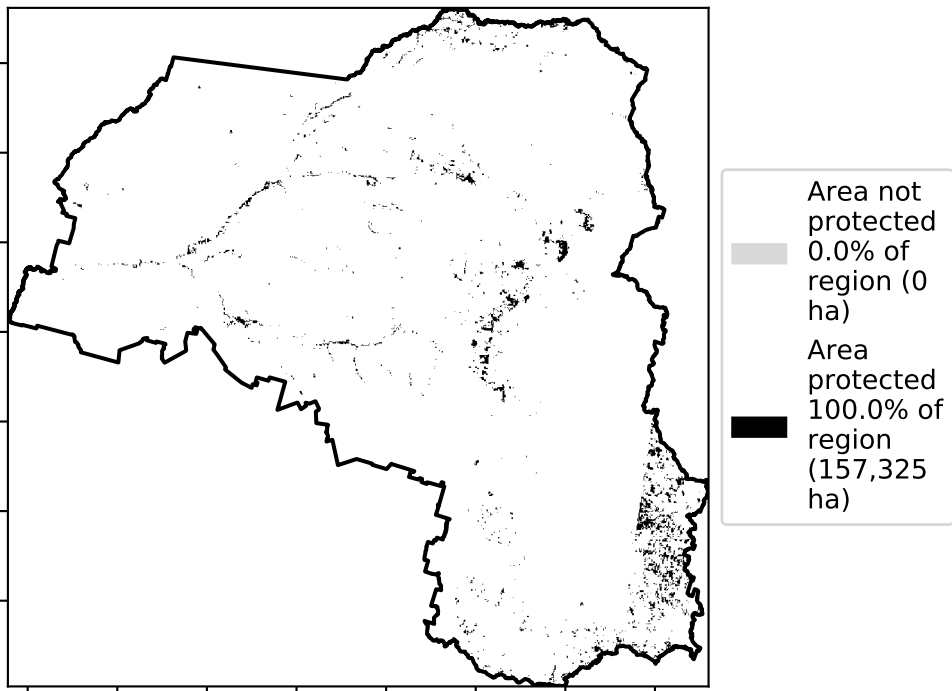 Area not
protected
0.0% of
region (0
ha)
Area
protected
100.0% of
region
(157,325
ha)